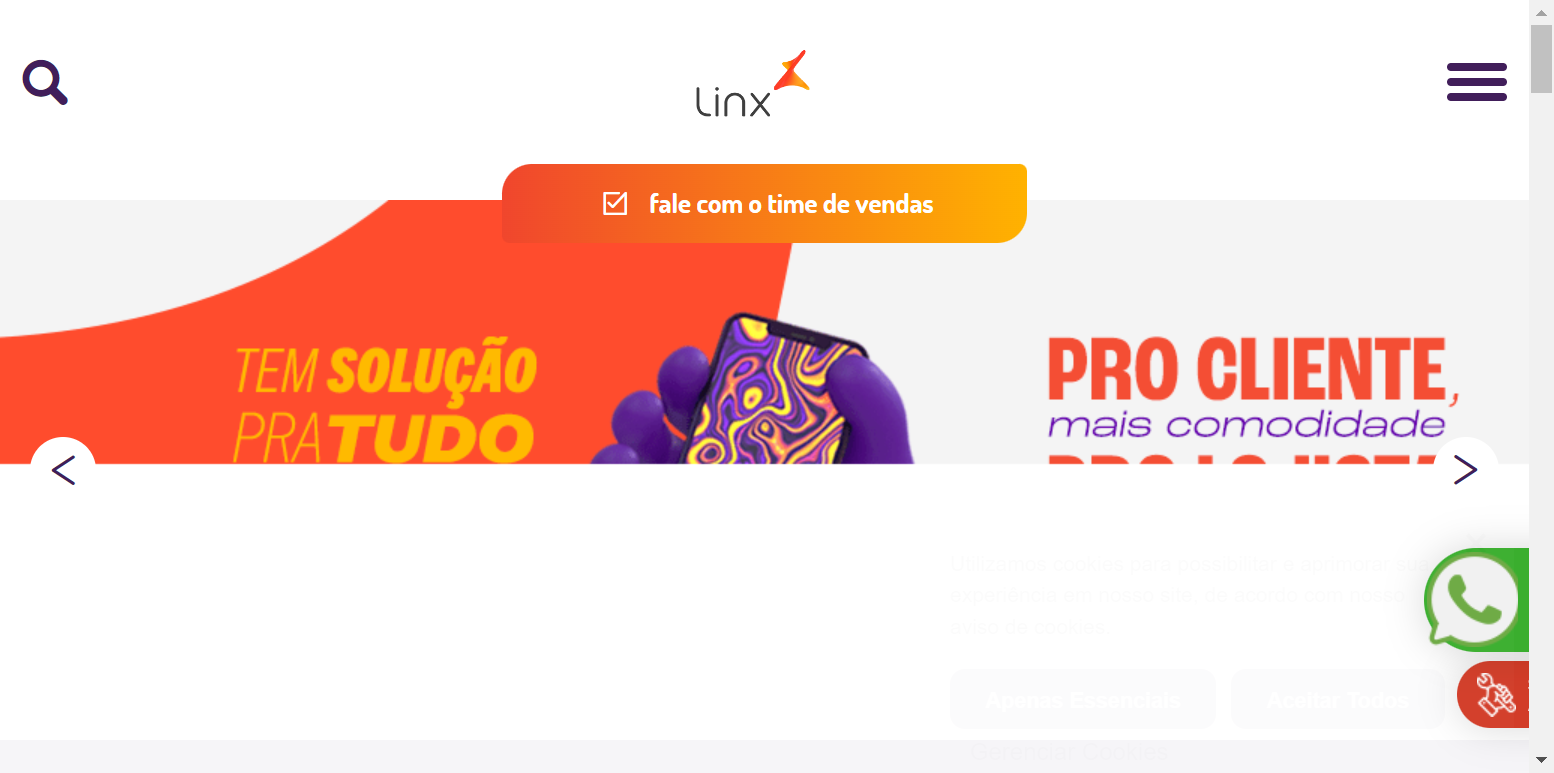 Linx
fale com o time de vendas
TEM SOLUÇÃO
PRA TUDO
PRO CLIENTE,
mais comodidade
Utilizamos cookies para possibilitar e aprimorar sua
experiência em nosso site, de acordo com nosso
aviso de cookies.
Apenas Essenciais
Aceitar Todos
Gerenciar Cookies